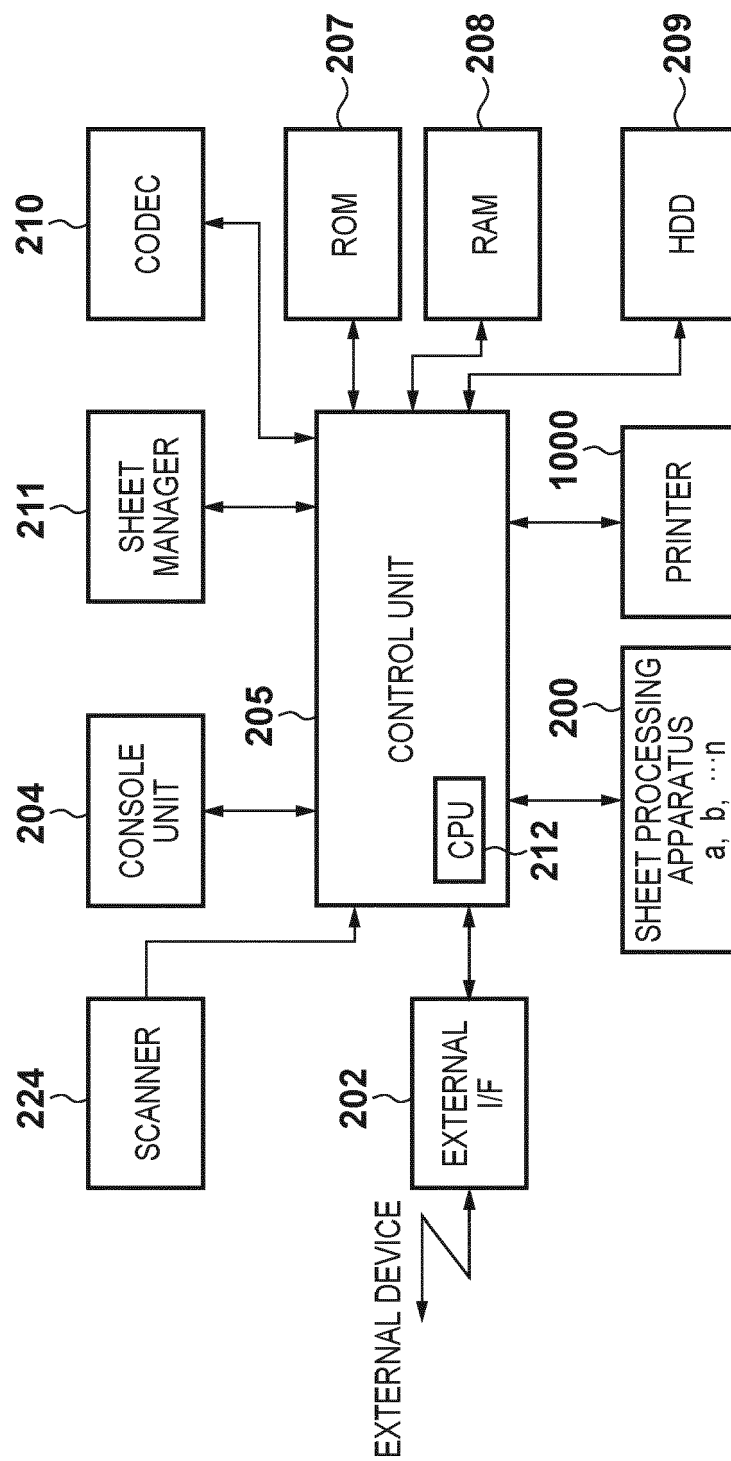 224
SCANNER
204
CONSOLE
UNIT
211
SHEET
MANAGER
210
CODEC
205
CONTROL UNIT
CPU
212
ROM
207
RAM
208
HDD
209
EXTERNAL DEVICE
202
EXTERNAL
I/F
200
SHEET PROCESSING
APPARATUS
a, b, ···n
1000
PRINTER